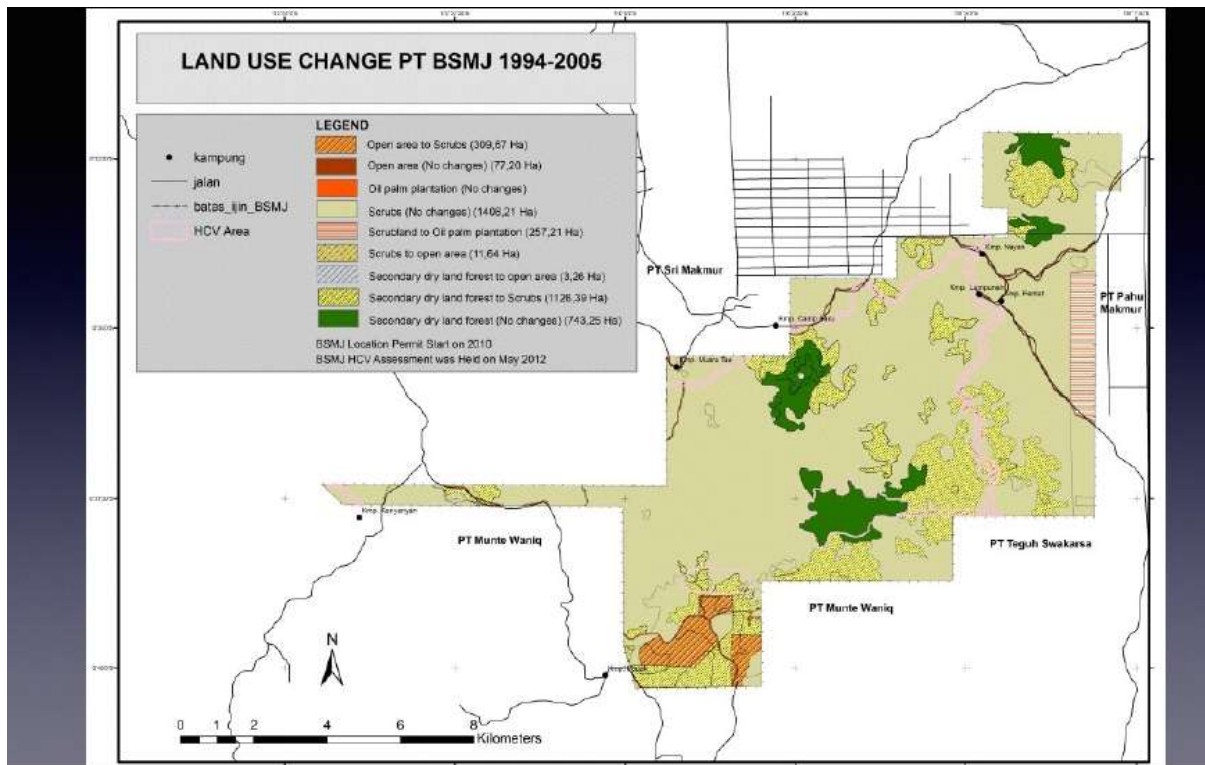 LAND USE CHANGE PT BSMJ 1994-2005
kampung
jalan
batas_ijin_BSMJ
HCV Area
LEGEND
Open area to Scrubs (309,67 Ha)
Open area (No changes) (77,20 Ha)
Oil palm plantation (No changes)
Scrubs (No changes) (1406,21 Ha)
Scrubland to Oil palm plantation (257,21 Ha)
Scrubs to open area (11,64 Ha)
Secondary dry land forest to open area (3,26 Ha)
Secondary dry land forest to Scrubs (1126,39 Ha)
Secondary dry land forest (No changes) (743,25 Ha)
BSMJ Location Permit Start on 2010
BSMJ HCV Assessment was Held on May 2012
Kmp. Nayan
PT Sri Makmur
Kmp.
Kmp.
PT Pahu
Makmur
Kmp.
Kmp. Muara Tae
Kmp. Kenyanyan
PT Munte Waniq
PT Teguh Swakarsa
PT Munte Waniq
N
Kmp.
0 1 2 4 6 8
Kilometers